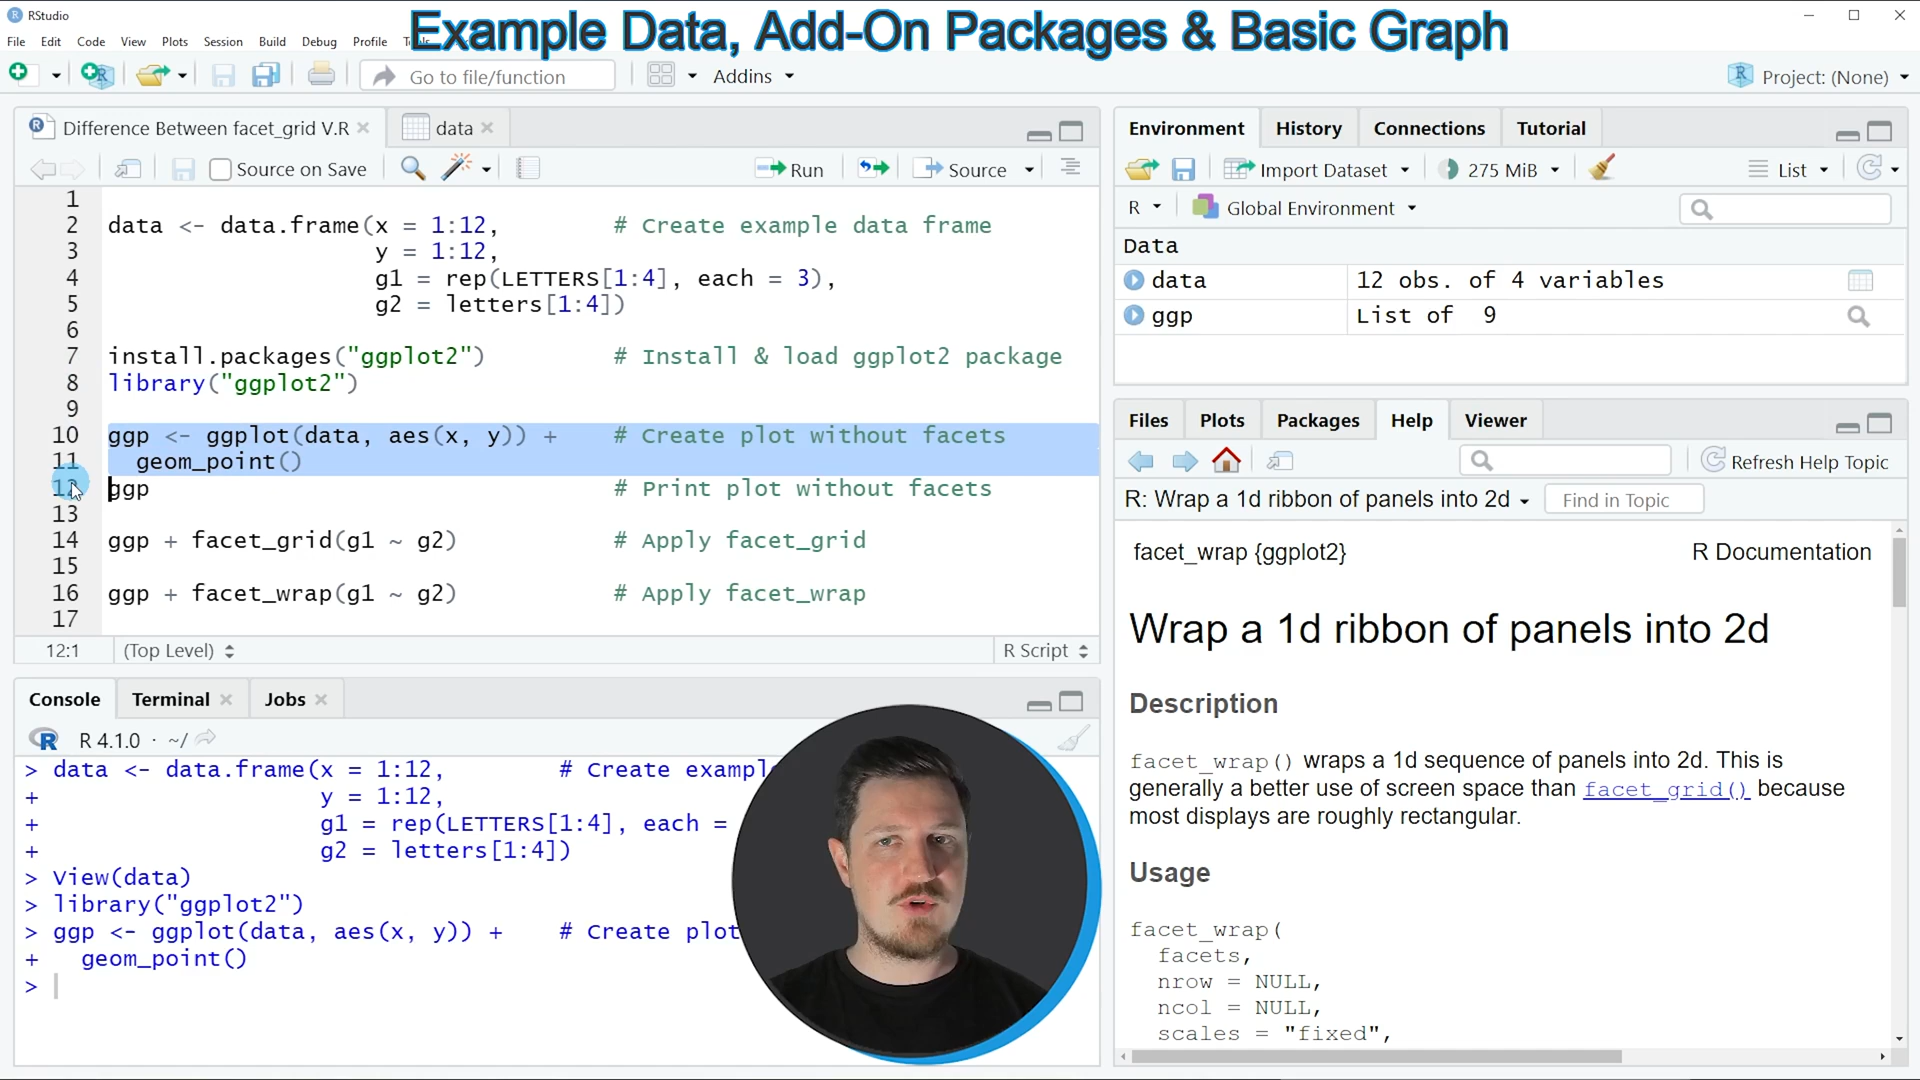 RStudio
Example Data, Add-On Packages & Basic Graph
File Edit Code View Plots Session Build Debug Profile
Go to file/function Addins Project: (None)
Difference Between facet_grid V.R data
Source on Save Run Source
1
2 data <- data.frame(x = 1:12, # Create example data frame
3 y = 1:12,
4 g1 = rep(LETTERS[1:4], each = 3),
5 g2 = letters[1:4])
6
7 install.packages("ggplot2") # Install & load ggplot2 package
8 library("ggplot2")
9
10 ggp <- ggplot(data, aes(x, y)) + # Create plot without facets
11 geom_point()
12 ggp # Print plot without facets
13
14 ggp + facet_grid(g1 ~ g2) # Apply facet_grid
15
16 ggp + facet_wrap(g1 ~ g2) # Apply facet_wrap
17
12:1 (Top Level) R Script
Console Terminal Jobs
R 4.1.0 · ~/
> data <- data.frame(x = 1:12, # Create exampl
+ y = 1:12,
+ g1 = rep(LETTERS[1:4], each =
+ g2 = letters[1:4])
> View(data)
> library("ggplot2")
> ggp <- ggplot(data, aes(x, y)) + # Create plot
+ geom_point()
>
Environment History Connections Tutorial
Import Dataset 275 MiB List
R Global Environment
Data
data 12 obs. of 4 variables
ggp List of 9
Files Plots Packages Help Viewer
Refresh Help Topic
R: Wrap a 1d ribbon of panels into 2d Find in Topic
facet_wrap {ggplot2} R Documentation
Wrap a 1d ribbon of panels into 2d
Description
facet_wrap() wraps a 1d sequence of panels into 2d. This is
generally a better use of screen space than facet_grid() because
most displays are roughly rectangular.
Usage
facet_wrap(
facets,
nrow = NULL,
ncol = NULL,
scales = "fixed",